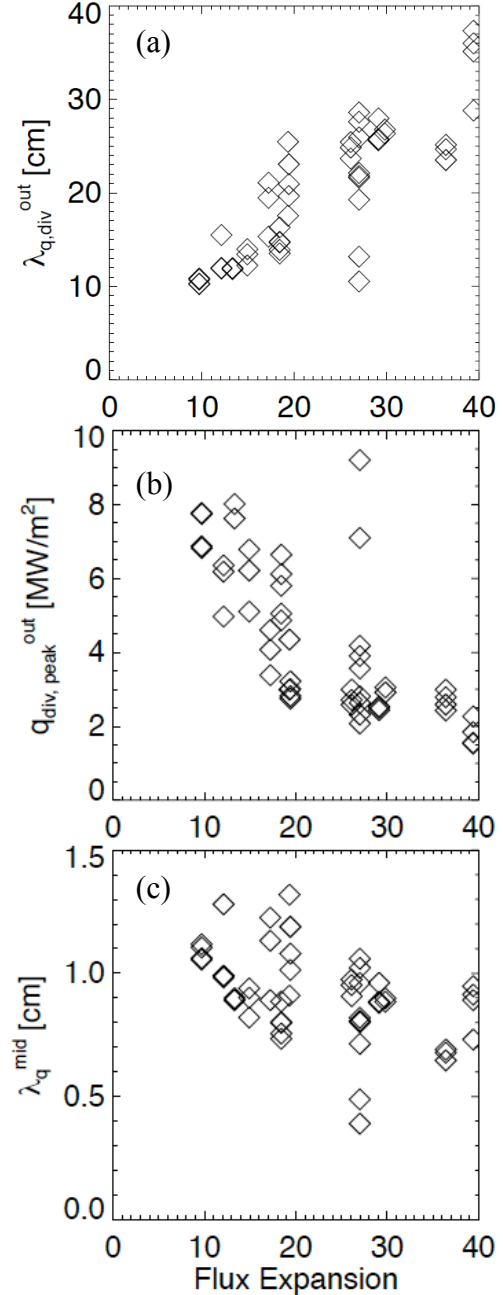 (a)
40
30
20
10
0
λq,div^out [cm]
0 10 20 30 40
(b)
10
8
6
4
2
0
qdiv, peak^out [MW/m²]
0 10 20 30 40
(c)
1.5
1.0
0.5
0.0
λq^mid [cm]
0 10 20 30 40
Flux Expansion